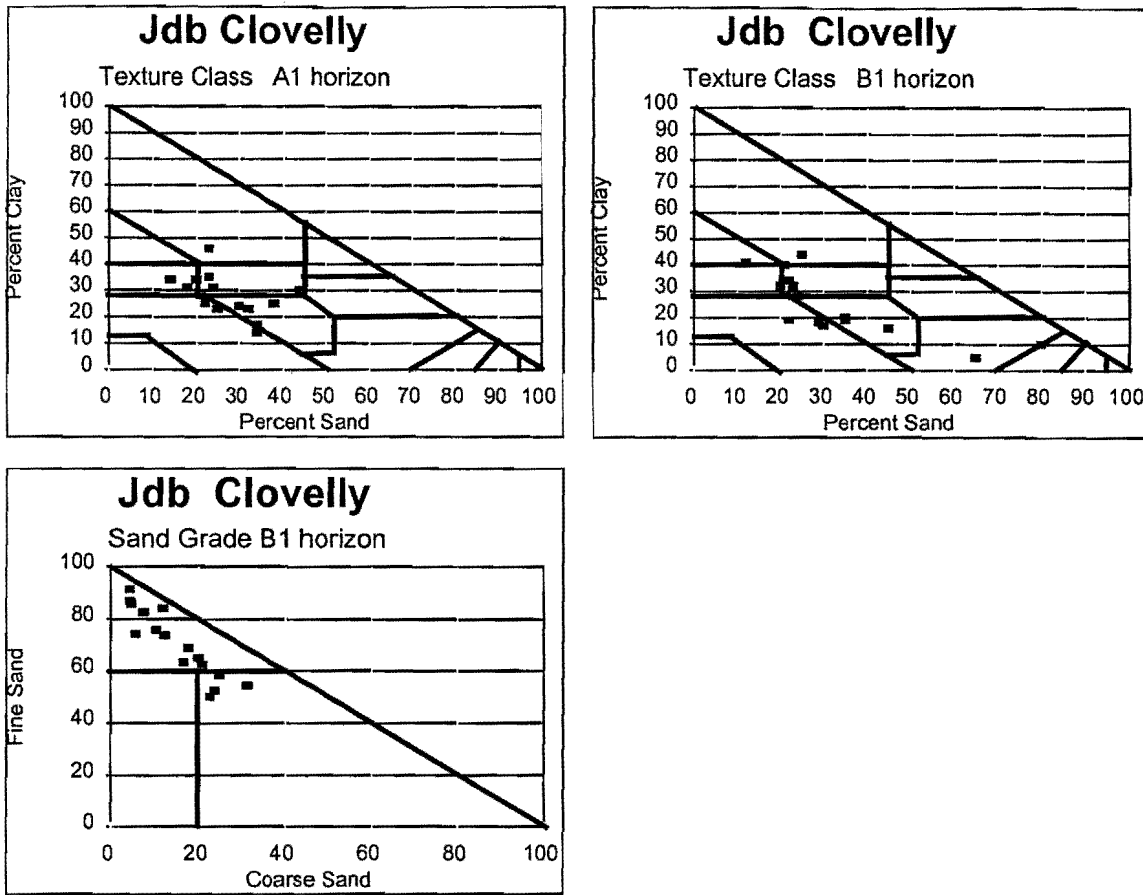 Jdb Clovelly
Texture Class A1 horizon
100
90
80
70
60
50
40
30
20
10
0
Percent Clay
0 10 20 30 40 50 60 70 80 90 100
Percent Sand
Jdb Clovelly
Texture Class B1 horizon
100
90
80
70
60
50
40
30
20
10
0
Percent Clay
0 10 20 30 40 50 60 70 80 90 100
Percent Sand
Jdb Clovelly
Sand Grade B1 horizon
100
80
60
40
20
0
Fine Sand
0 20 40 60 80 100
Coarse Sand